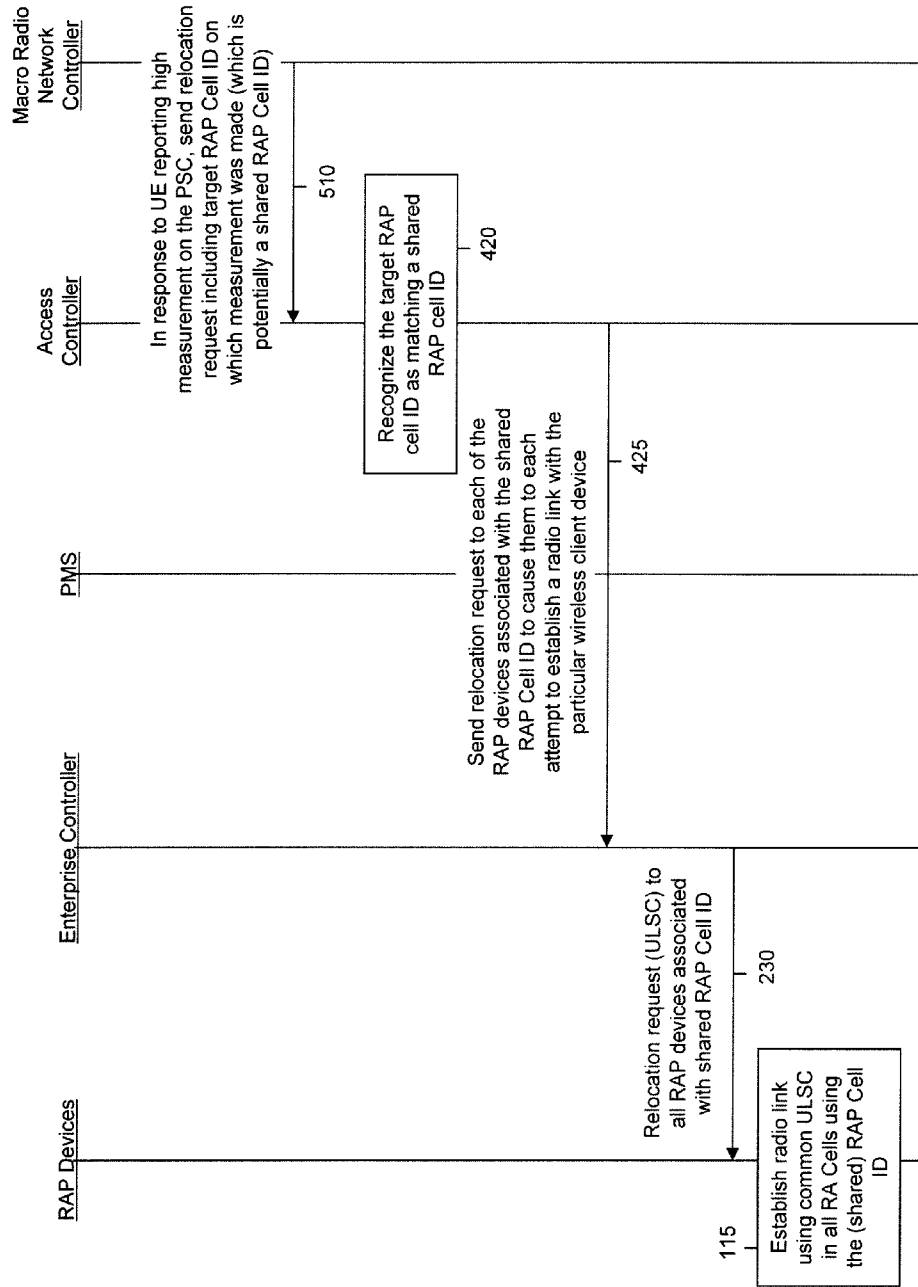 RAP Devices
Enterprise Controller
PMS
Access
Controller
Macro Radio
Network
Controller
In response to UE reporting high
measurement on the PSC, send relocation
request including target RAP Cell ID on
which measurement was made (which is
potentially a shared RAP Cell ID)
510
Recognize the target RAP
cell ID as matching a shared
RAP cell ID
420
Send relocation request to each of the
RAP devices associated with the shared
RAP Cell ID to cause them to each
attempt to establish a radio link with the
particular wireless client device
425
Relocation request (ULSC) to
all RAP devices associated
with shared RAP Cell ID
230
115
Establish radio link
using common ULSC
in all RA Cells using
the (shared) RAP Cell
ID